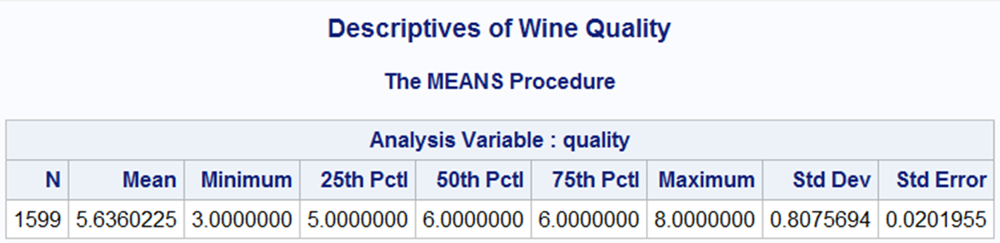 Descriptives of Wine Quality
The MEANS Procedure
Analysis Variable : quality
N Mean Minimum 25th Pctl 50th Pctl 75th Pctl Maximum Std Dev Std Error
1599 5.6360225 3.0000000 5.0000000 6.0000000 6.0000000 8.0000000 0.8075694 0.0201955